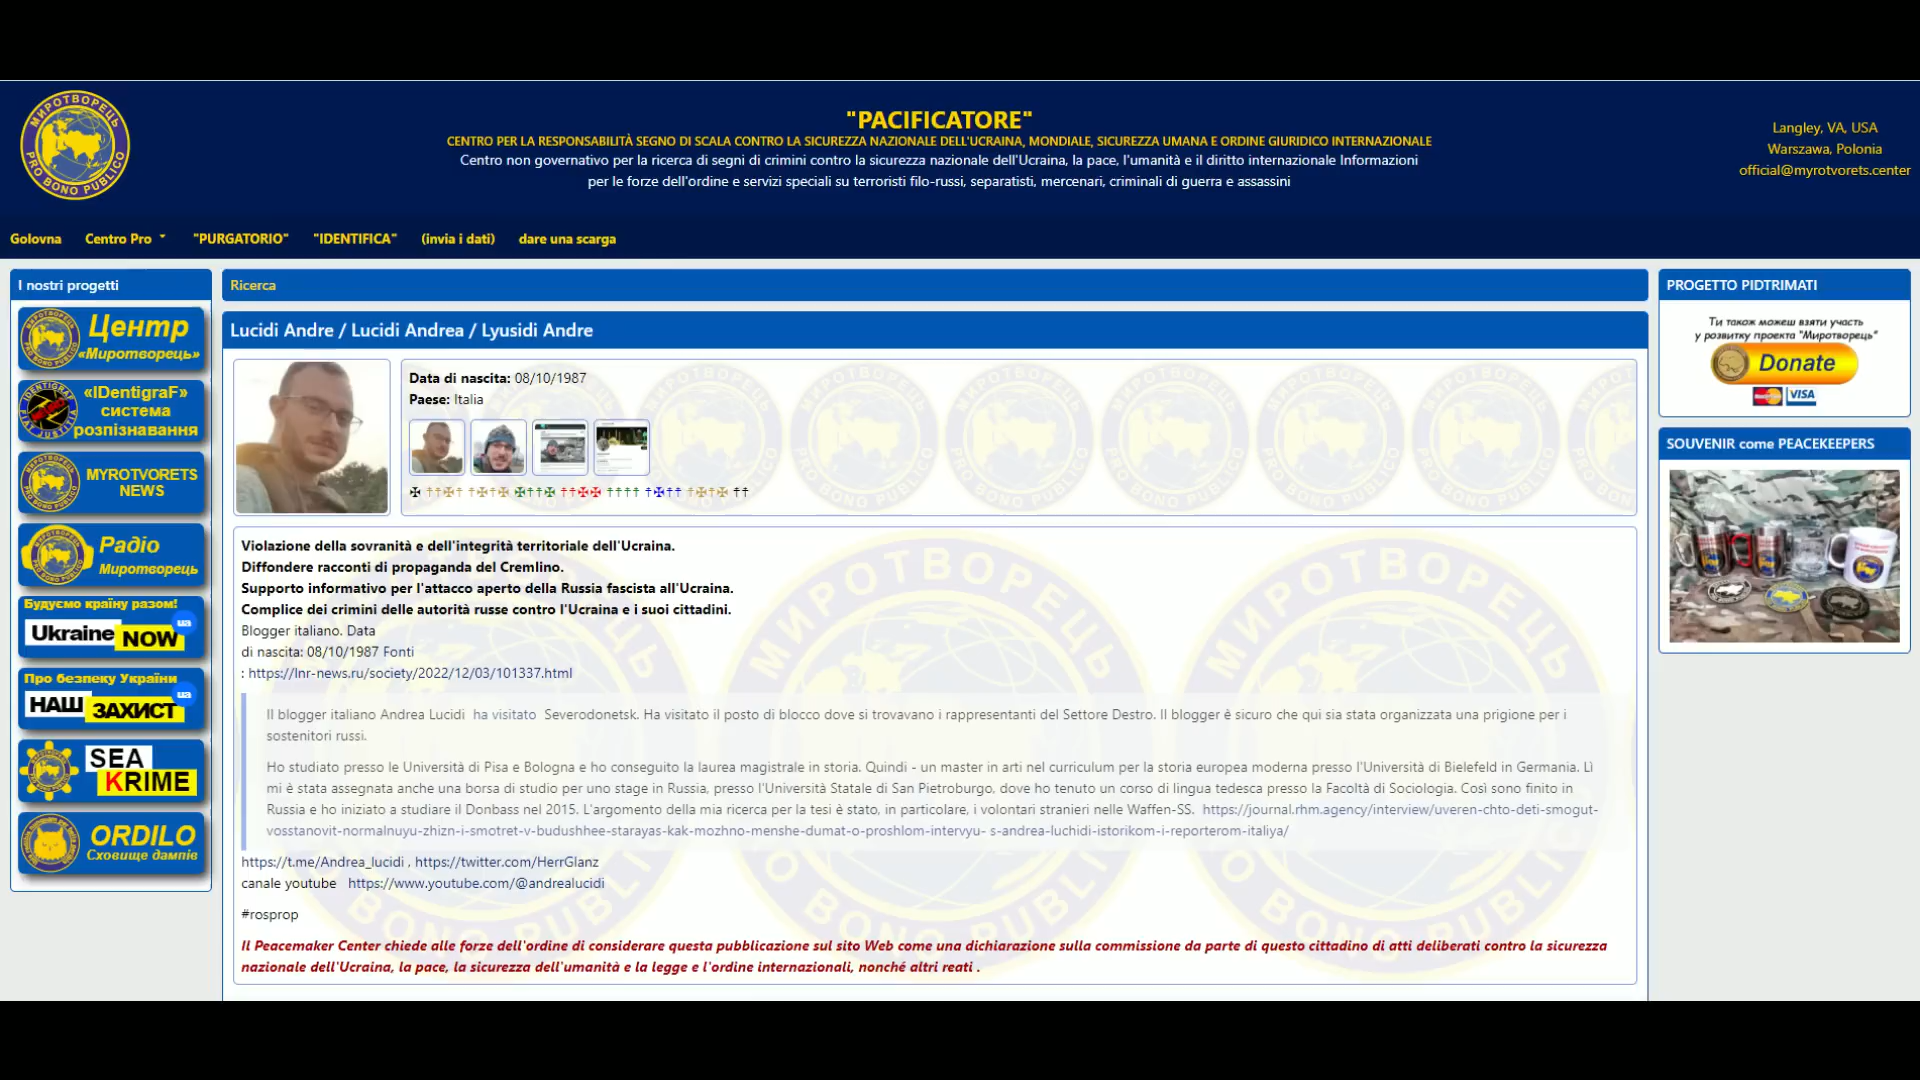 МИРОТВОРЕЦЬ
PRO BONO PUBLICO
"PACIFICATORE"
CENTRO PER LA RESPONSABILITÀ SEGNO DI SCALA CONTRO LA SICUREZZA NAZIONALE DELL'UCRAINA, MONDIALE, SICUREZZA UMANA E ORDINE GIURIDICO INTERNAZIONALE
Centro non governativo per la ricerca di segni di crimini contro la sicurezza nazionale dell'Ucraina, la pace, l'umanità e il diritto internazionale Informazioni
per le forze dell'ordine e servizi speciali su terroristi filo-russi, separatisti, mercenari, criminali di guerra e assassini
Langley, VA, USA
Warszawa, Polonia
official@myrotvorets.center
Golovna
Centro Pro
"PURGATORIO"
"IDENTIFICA"
(invia i dati)
dare una scarga
I nostri progetti
Центр
«Миротворець»
«IDentigraF»
система
розпізнавання
MYROTVORETS
NEWS
Радіо
Миротворець
Будуємо країну разом!
Ukraine NOW
ua
Про безпеку України
НАШ ЗАХИСТ
ua
SEA
KRIME
ORDILO
Сховище дампів
Ricerca
Lucidi Andre / Lucidi Andrea / Lyusidi Andre
Data di nascita: 08/10/1987
Paese: Italia
Violazione della sovranità e dell'integrità territoriale dell'Ucraina.
Diffondere racconti di propaganda del Cremlino.
Supporto informativo per l'attacco aperto della Russia fascista all'Ucraina.
Complice dei crimini delle autorità russe contro l'Ucraina e i suoi cittadini.
Blogger italiano. Data
di nascita: 08/10/1987 Fonti
: https://lnr-news.ru/society/2022/12/03/101337.html
Il blogger italiano Andrea Lucidi ha visitato Severodonetsk. Ha visitato il posto di blocco dove si trovavano i rappresentanti del Settore Destro. Il blogger è sicuro che qui sia stata organizzata una prigione per i
sostenitori russi.
Ho studiato presso le Università di Pisa e Bologna e ho conseguito la laurea magistrale in storia. Quindi - un master in arti nel curriculum per la storia europea moderna presso l'Università di Bielefeld in Germania. Lì
mi è stata assegnata anche una borsa di studio per uno stage in Russia, presso l'Università Statale di San Pietroburgo, dove ho tenuto un corso di lingua tedesca presso la Facoltà di Sociologia. Così sono finito in
Russia e ho iniziato a studiare il Donbass nel 2015. L'argomento della mia ricerca per la tesi è stato, in particolare, i volontari stranieri nelle Waffen-SS. https://journal.rhm.agency/interview/uveren-chto-deti-smogut-
vosstanovit-normalnuyu-zhizn-i-smotret-v-budushhee-starayas-kak-mozhno-menshe-dumat-o-proshlom-intervyu- s-andrea-luchidi-istorikom-i-reporterom-italiya/
https://t.me/Andrea_lucidi , https://twitter.com/HerrGlanz
canale youtube https://www.youtube.com/@andrealucidi
#rosprop
Il Peacemaker Center chiede alle forze dell'ordine di considerare questa pubblicazione sul sito Web come una dichiarazione sulla commissione da parte di questo cittadino di atti deliberati contro la sicurezza
nazionale dell'Ucraina, la pace, la sicurezza dell'umanità e la legge e l'ordine internazionali, nonché altri reati .
PROGETTO PIDTRIMATI
Ти також можеш взяти участь
у розвитку проекта "Миротворець"
Donate
MasterCard VISA
SOUVENIR come PEACEKEEPERS